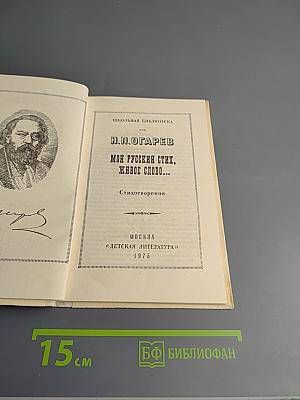 ШКОЛЬНАЯ БИБЛИОТЕКА
Н.П.ОГАРЕВ
МОЙ РУССКИЙ СТИХ,
ЖИВОЕ СЛОВО...
Стихотворения
МОСКВА
«ДЕТСКАЯ ЛИТЕРАТУРА»
1975
15 см
БФ БИБЛИОФАН